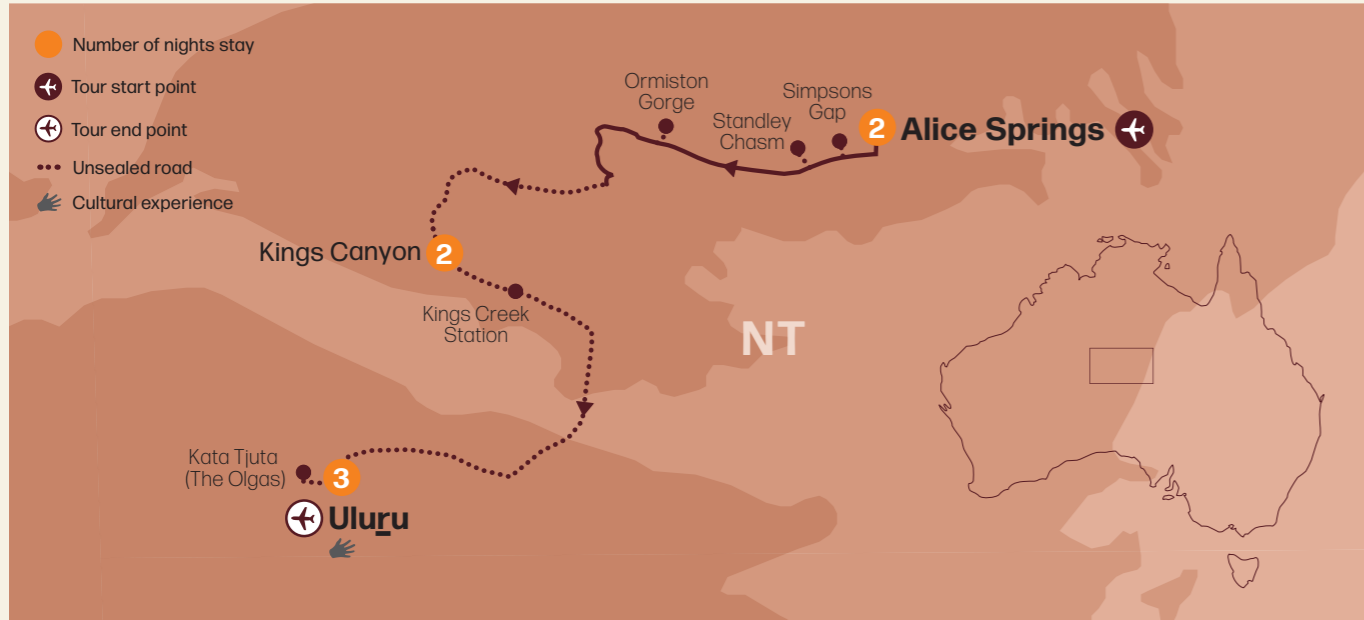 Number of nights stay
Tour start point
Tour end point
Unsealed road
Cultural experience
Ormiston
Gorge
Simpsons
Gap
Standley
Chasm
2
Alice Springs
Kings Canyon
2
Kings Creek
Station
NT
Kata Tjuta
(The Olgas)
3
Uluṟu